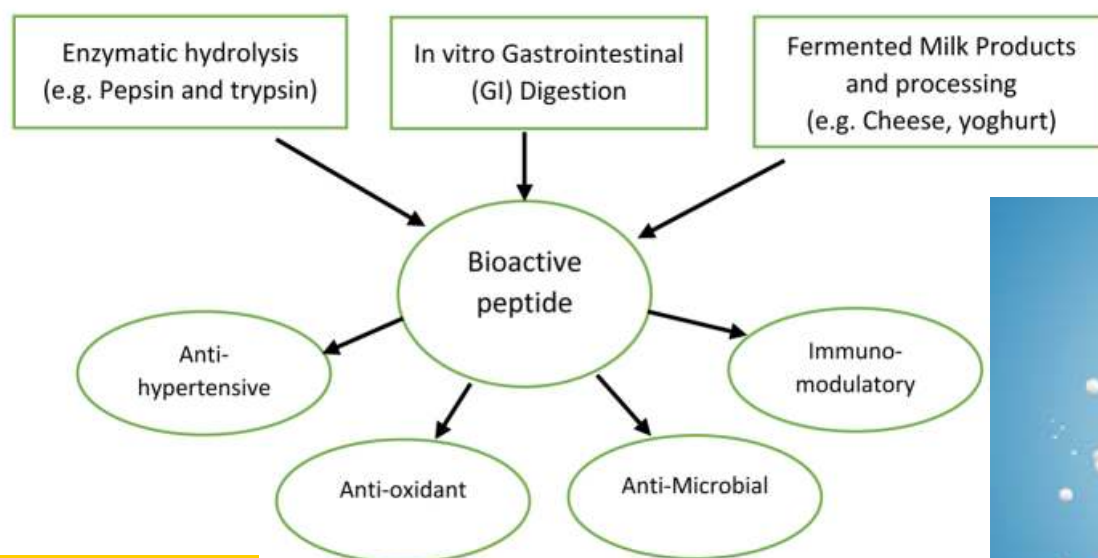 Enzymatic hydrolysis
(e.g. Pepsin and trypsin)
In vitro Gastrointestinal
(GI) Digestion
Fermented Milk Products
and processing
(e.g. Cheese, yoghurt)
Bioactive
peptide
Anti-
hypertensive
Immuno-
modulatory
Anti-oxidant
Anti-Microbial